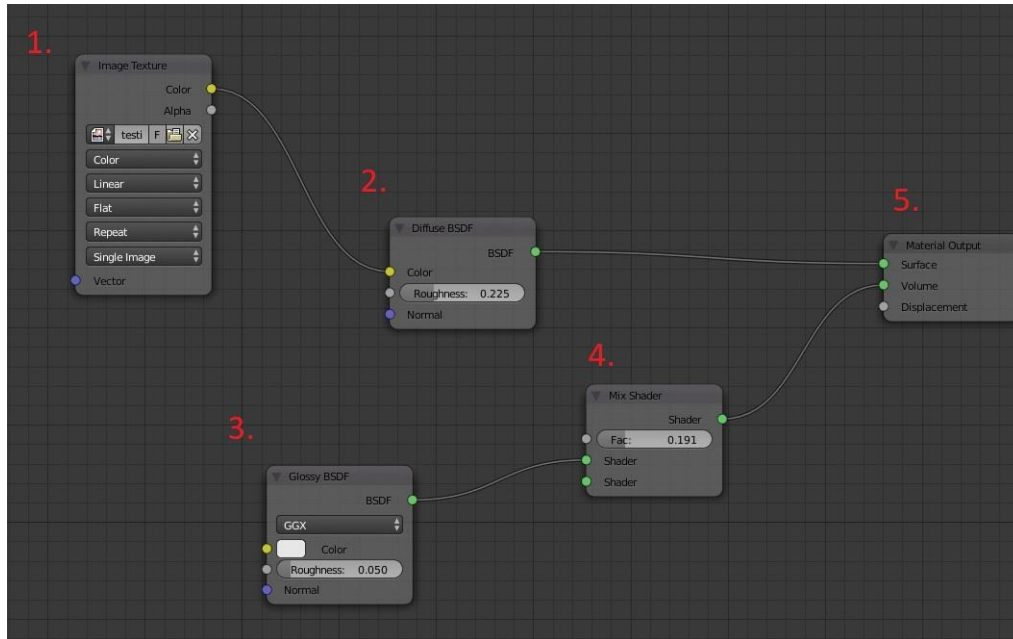 1.
Image Texture
Color
Alpha
testi F
Color
Linear
Flat
Repeat
Single Image
Vector
2.
Diffuse BSDF
BSDF
Color
Roughness: 0.225
Normal
3.
Glossy BSDF
BSDF
GGX
Color
Roughness: 0.050
Normal
4.
Mix Shader
Shader
Fac: 0.191
Shader
Shader
5.
Material Output
Surface
Volume
Displacement